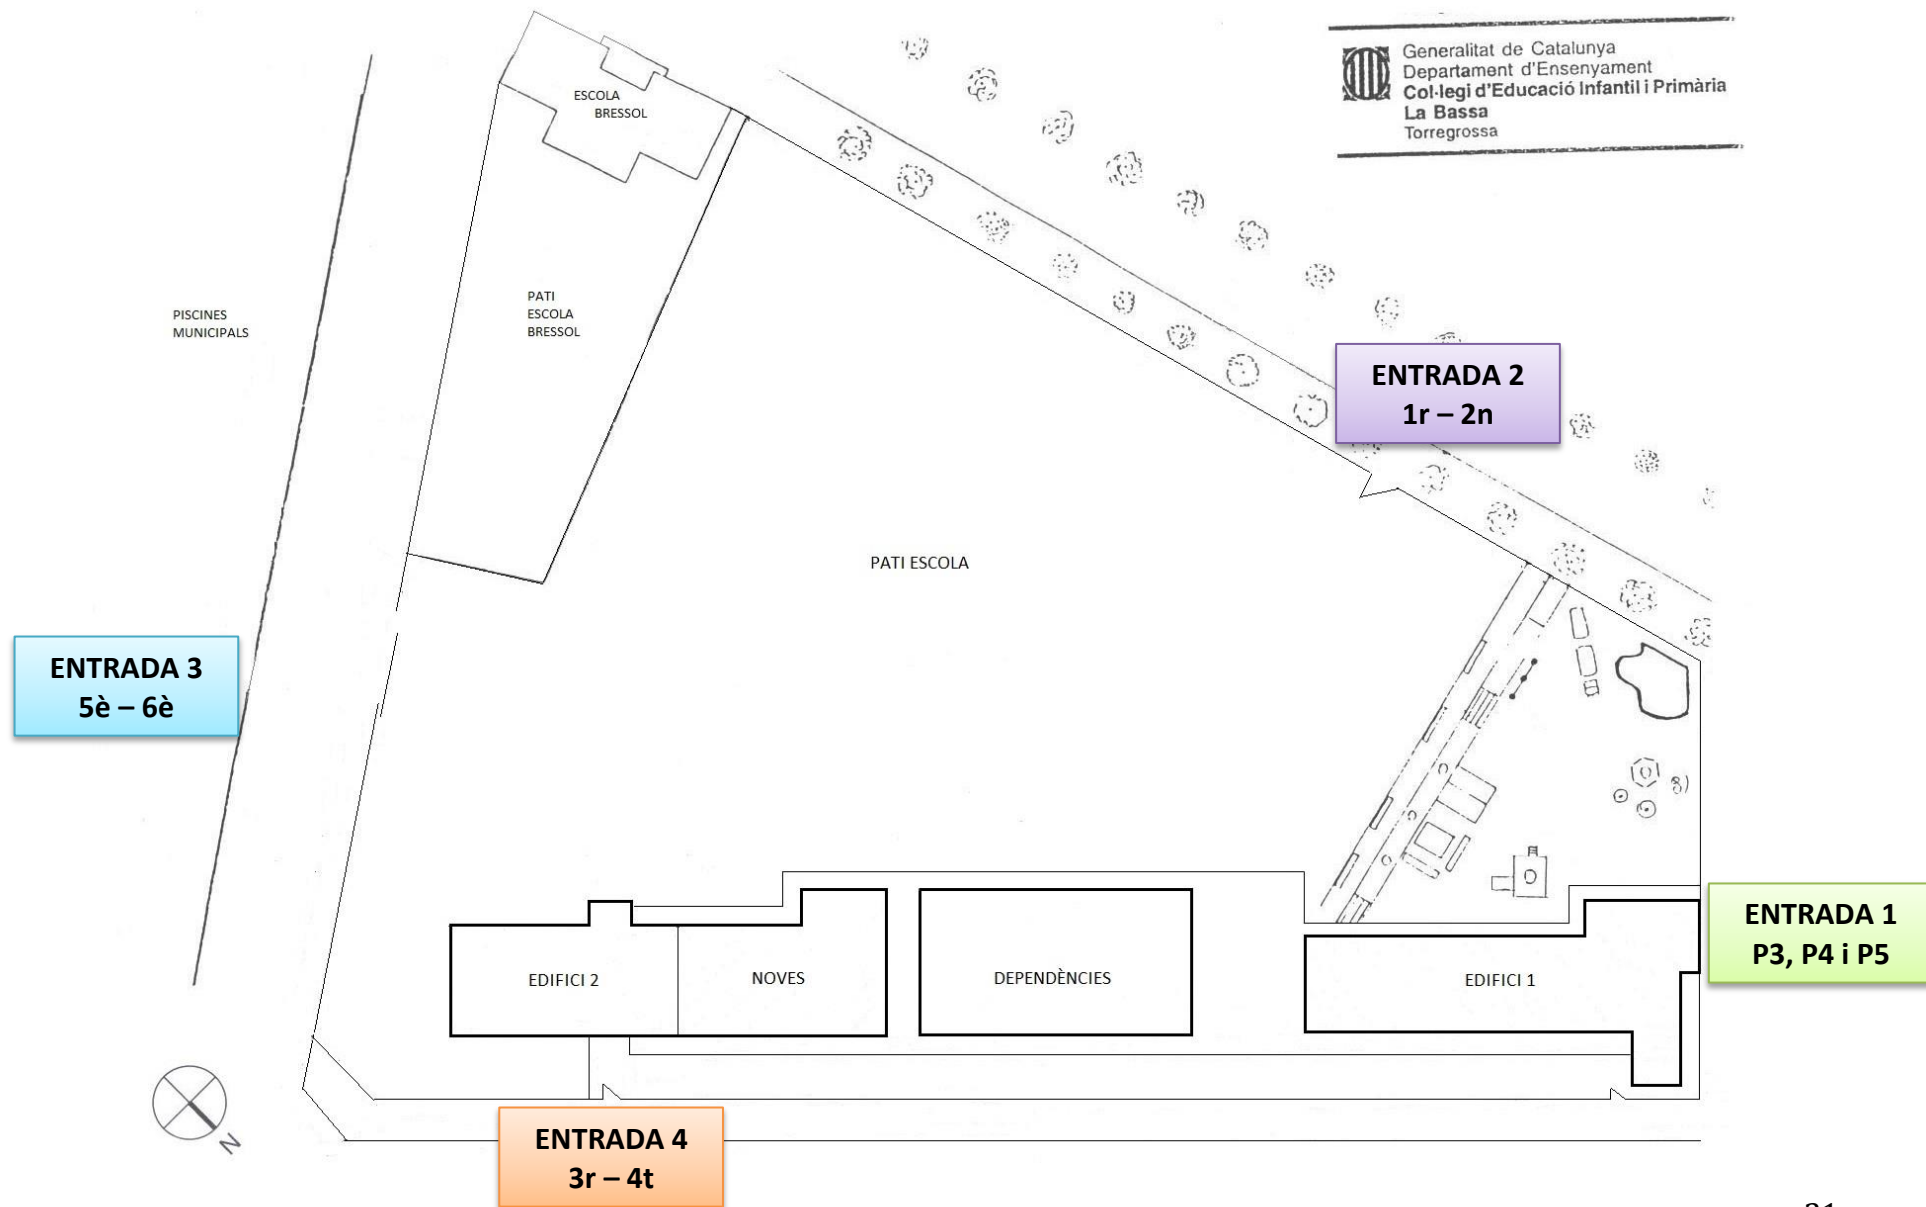 Generalitat de Catalunya
Departament d'Ensenyament
Col·legi d'Educació Infantil i Primària
La Bassa
Torregrossa
ESCOLA
BRESSOL
PISCINES
MUNICIPALS
PATI
ESCOLA
BRESSOL
ENTRADA 2
1r – 2n
PATI ESCOLA
ENTRADA 3
5è – 6è
8)
ENTRADA 1
P3, P4 i P5
EDIFICI 2
NOVES
DEPENDÈNCIES
EDIFICI 1
N
ENTRADA 4
3r – 4t